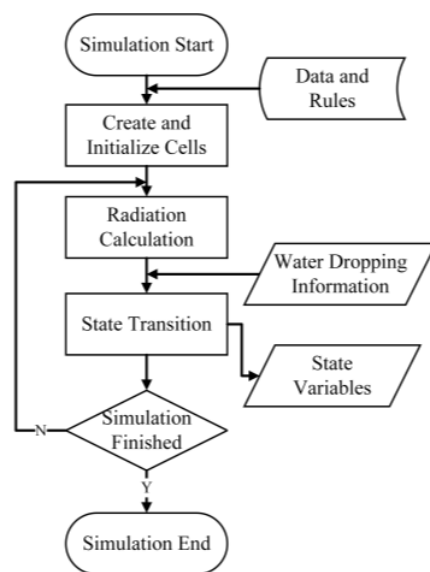 Simulation Start
Data and
Rules
Create and
Initialize Cells
Radiation
Calculation
Water Dropping
Information
State Transition
State
Variables
Simulation
Finished
N
Y
Simulation End